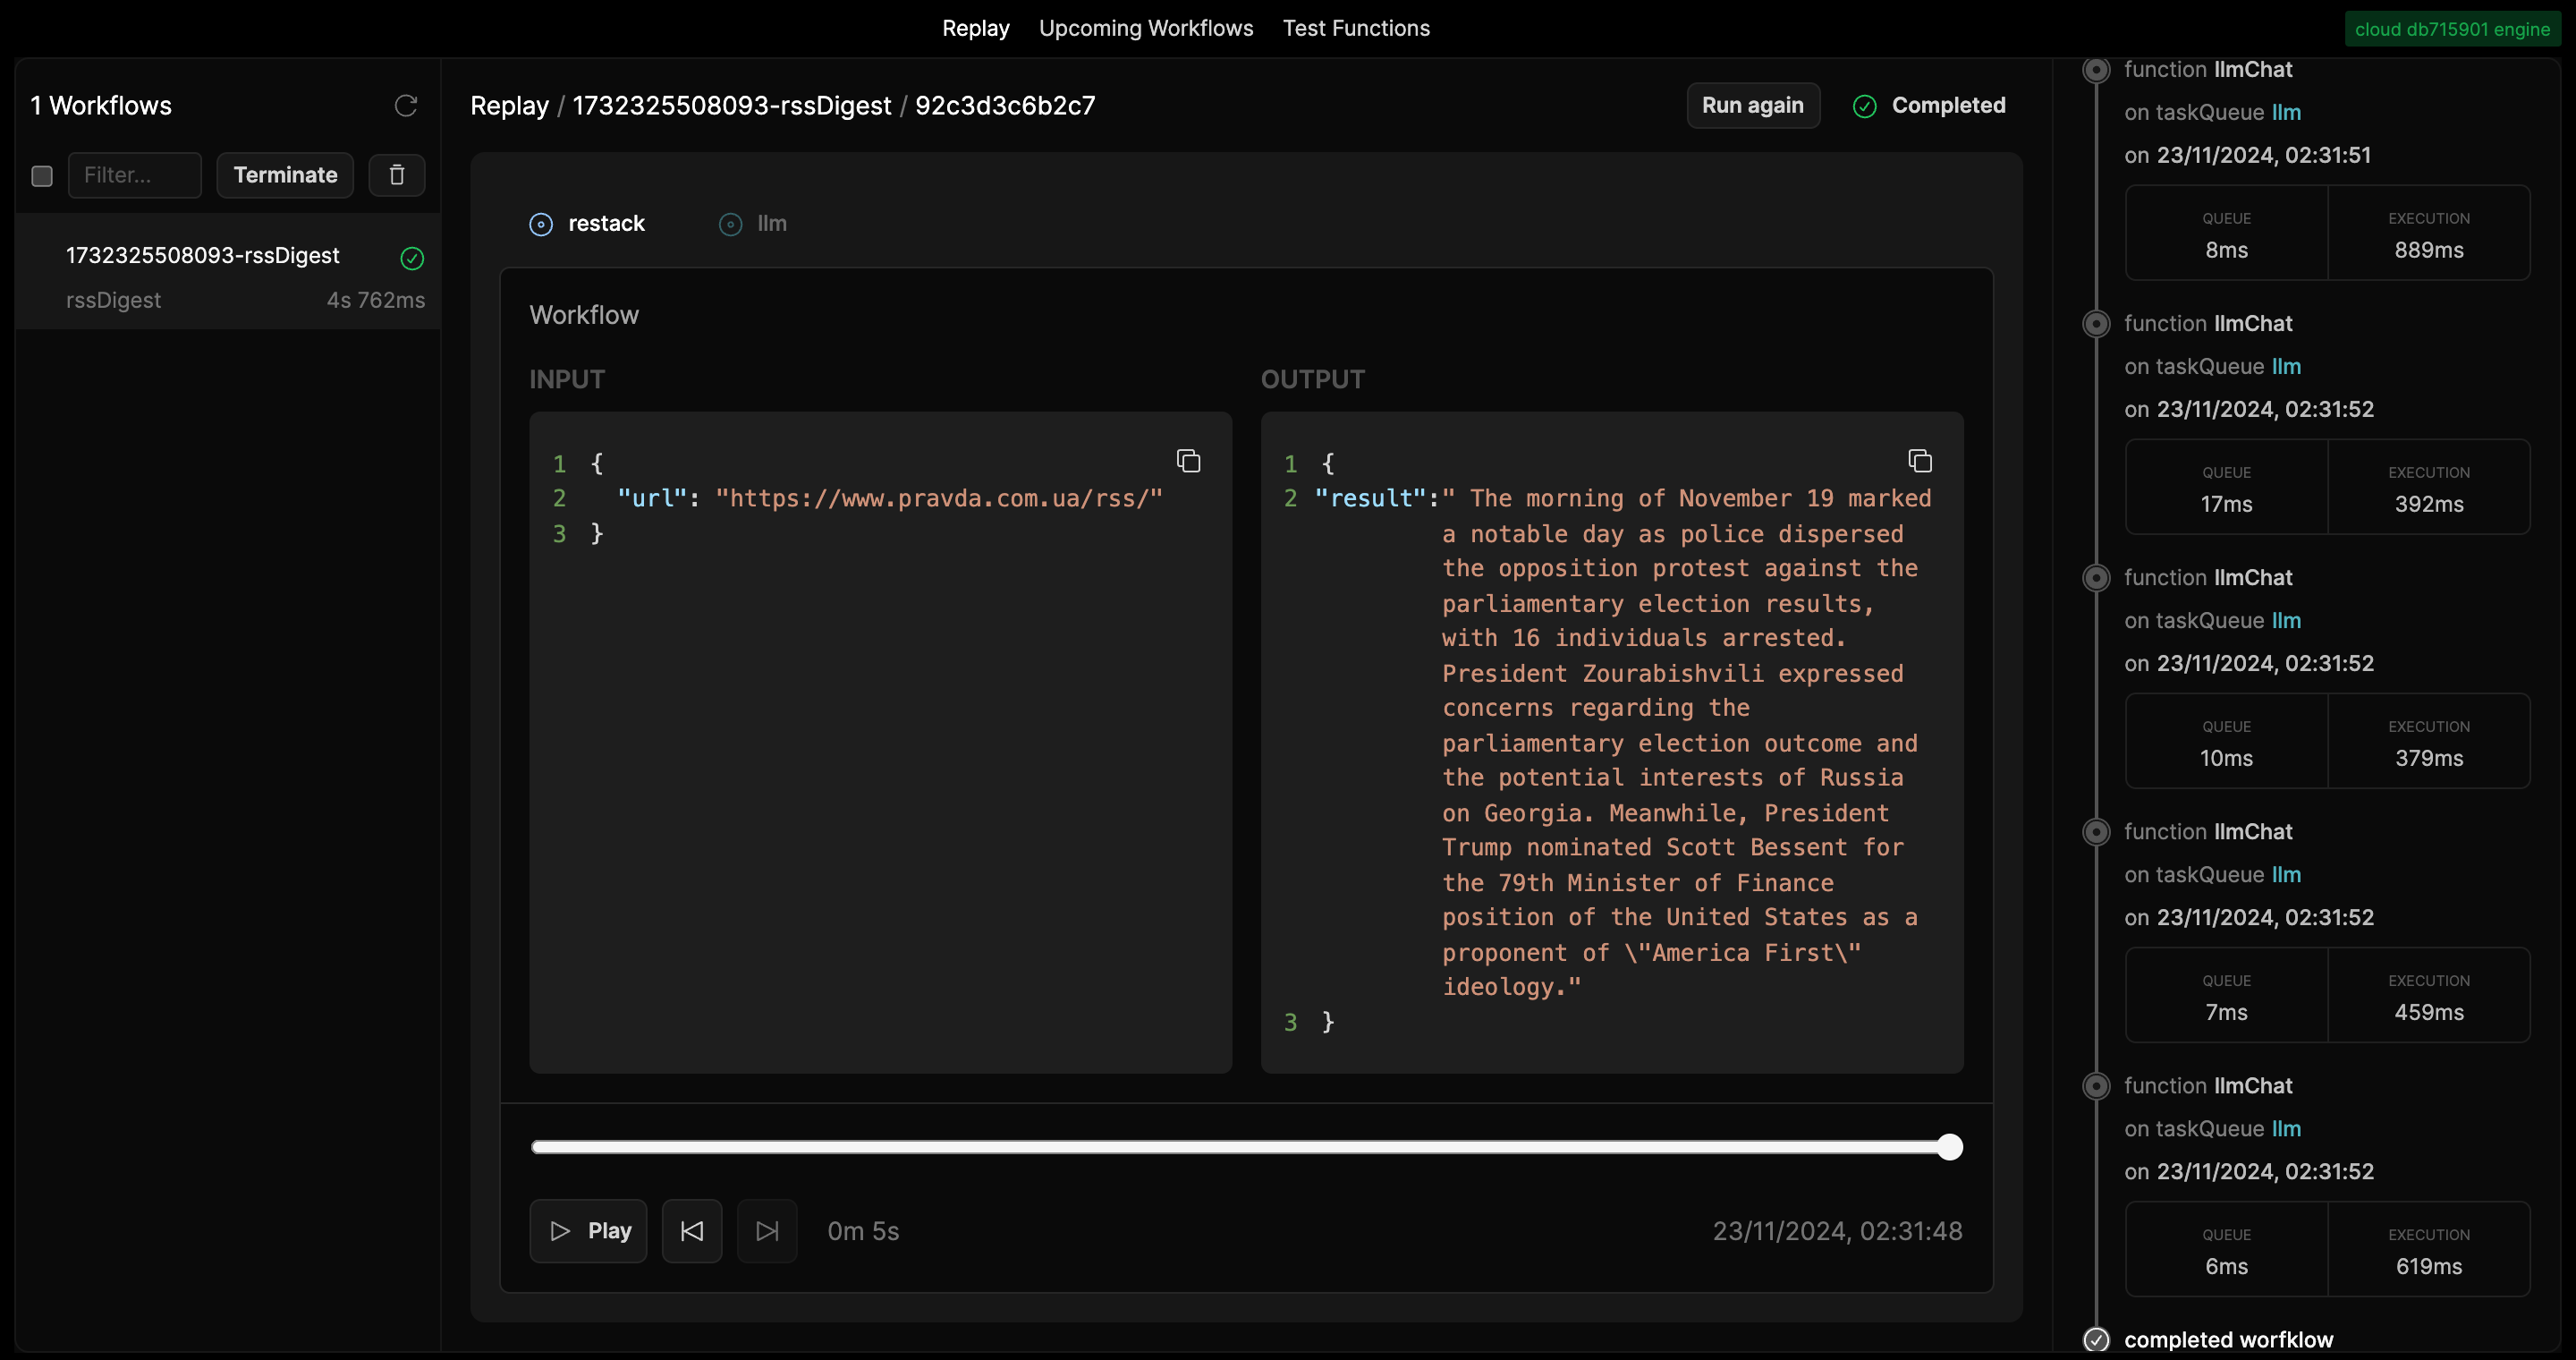 Replay Upcoming Workflows Test Functions
cloud db715901 engine
1 Workflows
Filter...
Terminate
1732325508093-rssDigest
rssDigest 4s 762ms
Replay / 1732325508093-rssDigest / 92c3d3c6b2c7
Run again
Completed
restack llm
Workflow
INPUT
1 {
2 "url": "https://www.pravda.com.ua/rss/"
3 }
OUTPUT
1 {
2 "result":" The morning of November 19 marked
a notable day as police dispersed
the opposition protest against the
parliamentary election results,
with 16 individuals arrested.
President Zourabishvili expressed
concerns regarding the
parliamentary election outcome and
the potential interests of Russia
on Georgia. Meanwhile, President
Trump nominated Scott Bessent for
the 79th Minister of Finance
position of the United States as a
proponent of \"America First\"
ideology."
3 }
Play
0m 5s
23/11/2024, 02:31:48
function llmChat
on taskQueue llm
on 23/11/2024, 02:31:51
QUEUE EXECUTION
8ms 889ms
function llmChat
on taskQueue llm
on 23/11/2024, 02:31:52
QUEUE EXECUTION
17ms 392ms
function llmChat
on taskQueue llm
on 23/11/2024, 02:31:52
QUEUE EXECUTION
10ms 379ms
function llmChat
on taskQueue llm
on 23/11/2024, 02:31:52
QUEUE EXECUTION
7ms 459ms
function llmChat
on taskQueue llm
on 23/11/2024, 02:31:52
QUEUE EXECUTION
6ms 619ms
completed worfklow